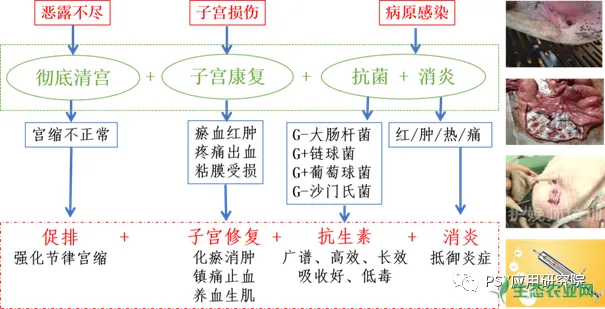 恶露不尽
子宫损伤
病原感染
彻底清宫 + 子宫康复 + 抗菌 + 消炎
宫缩不正常
瘀血红肿
疼痛出血
粘膜受损
G-大肠杆菌
G+链球菌
G+葡萄球菌
G-沙门氏菌
红/肿/热/痛
促排 + 子宫修复 + 抗生素 + 消炎
强化节律宫缩
化瘀消肿
镇痛止血
养血生肌
广谱、高效、长效
吸收好、低毒
抵御炎症
PSY应用研究院
生态农业网